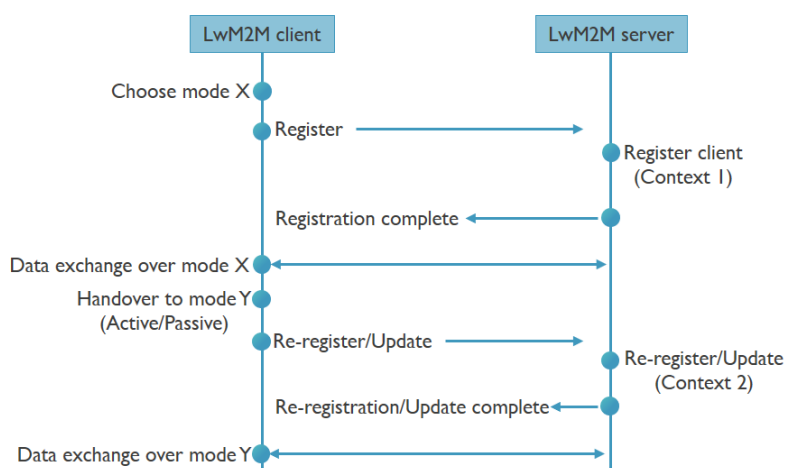 LwM2M client
LwM2M server
Choose mode X
Register
Register client
(Context 1)
Registration complete
Data exchange over mode X
Handover to mode Y
(Active/Passive)
Re-register/Update
Re-register/Update
(Context 2)
Re-registration/Update complete
Data exchange over mode Y